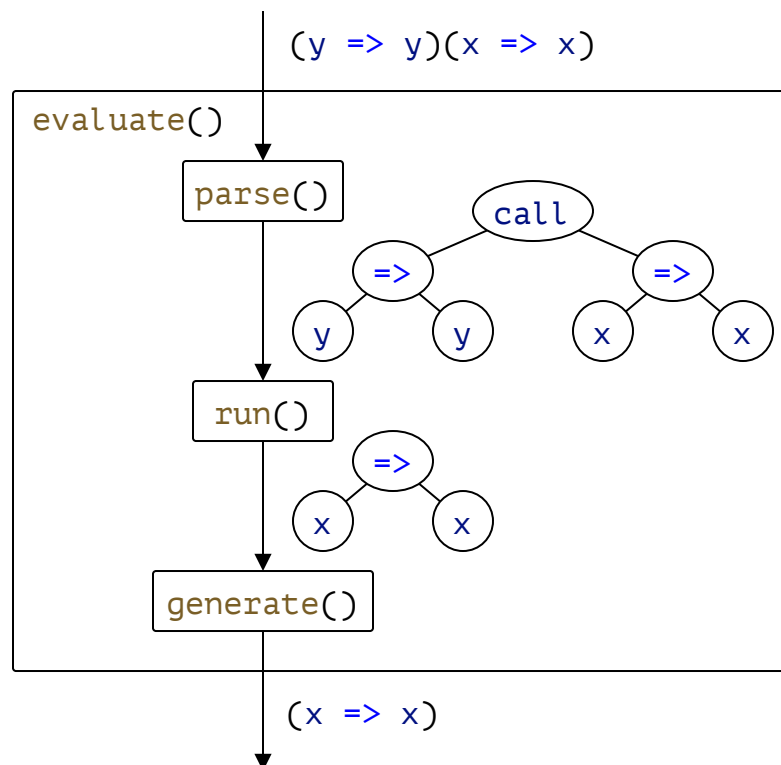 (y => y)(x => x)
evaluate()
parse()
call
=> =>
y y x x
run()
=>
x x
generate()
(x => x)